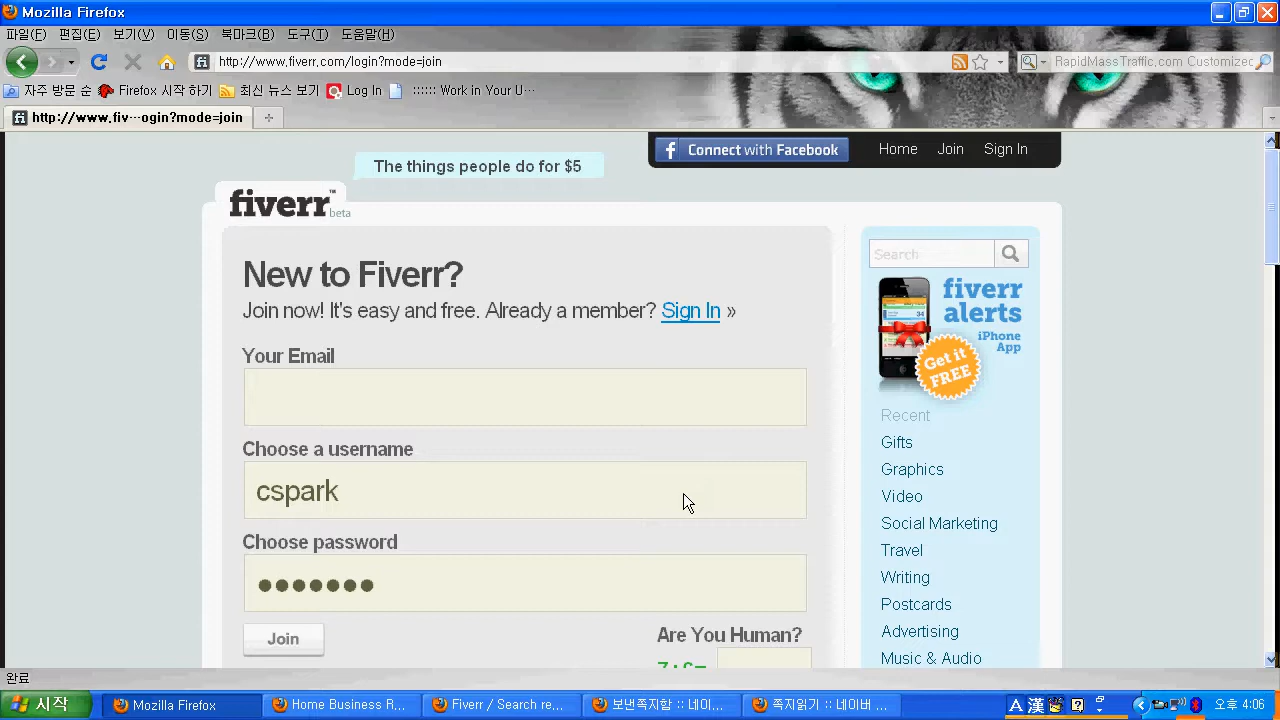 Mozilla Firefox
파일(F) 편집(E) 보기(V) 이동(S) 북마크(B) 도구(T) 도움말(H)
http://www.fiverr.com/login?mode=join
RapidMassTraffic.com Customized
자주 방문 순 Firefox 시작 하기 최신 뉴스 보기 Log In :::::: Work in Your O…
http://www.fiv…ogin?mode=join
The things people do for $5
Connect with Facebook Home Join Sign In
fiverr™ beta
New to Fiverr?
Join now! It's easy and free. Already a member? Sign In »
Your Email
Choose a username
cspark
Choose password
Join
Are You Human?
Search
fiverr alerts
iPhone App
Get it FREE
Recent
Gifts
Graphics
Video
Social Marketing
Travel
Writing
Postcards
Advertising
Music & Audio
완료
시작 Mozilla Firefox Home Business R... Fiverr / Search re... 보낸쪽지함 :: 네이... 쪽지읽기 :: 네이버 ...
A 漢 오후 4:06